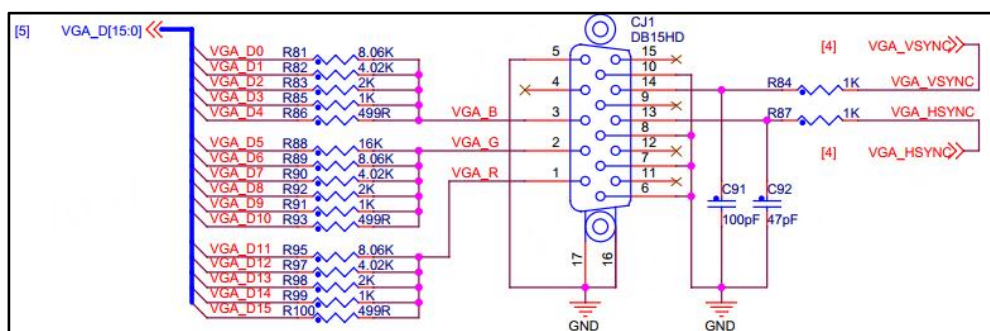 [5] VGA_D[15:0]
CJ1
DB15HD
VGA_D0 R81 8.06K
VGA_D1 R82 4.02K
VGA_D2 R83 2K
VGA_D3 R85 1K
VGA_D4 R86 499R
VGA_D5 R88 16K
VGA_D6 R89 8.06K
VGA_D7 R90 4.02K
VGA_D8 R92 2K
VGA_D9 R91 1K
VGA_D10 R93 499R
VGA_D11 R95 8.06K
VGA_D12 R97 4.02K
VGA_D13 R98 2K
VGA_D14 R99 1K
VGA_D15 R100 499R
VGA_B
VGA_G
VGA_R
5
4
3
2
1
15
10
14
9
13
8
12
7
11
6
17
16
GND
[4] VGA_VSYNC
R84 1K VGA_VSYNC
R87 1K VGA_HSYNC
[4] VGA_HSYNC
C91
100pF
C92
47pF
GND